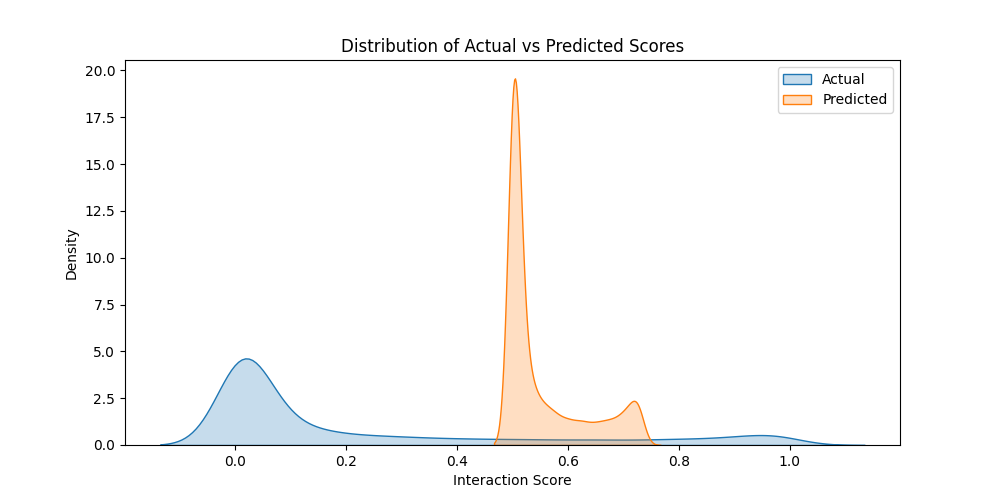 Distribution of Actual vs Predicted Scores
Actual
Predicted
20.0
17.5
15.0
12.5
10.0
7.5
5.0
2.5
0.0
Density
0.0 0.2 0.4 0.6 0.8 1.0
Interaction Score